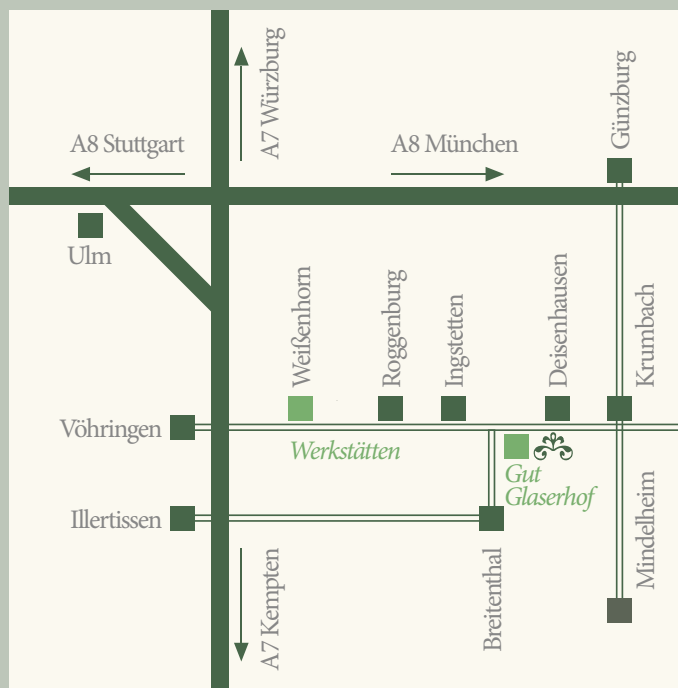 A7 Würzburg
Günzburg
A8 Stuttgart
A8 München
Ulm
Weißenhorn
Roggenburg
Ingstetten
Deisenhausen
Krumbach
Vöhringen
Werkstätten
Gut
Glaserhof
Illertissen
Mindelheim
A7 Kempten
Breitenthal